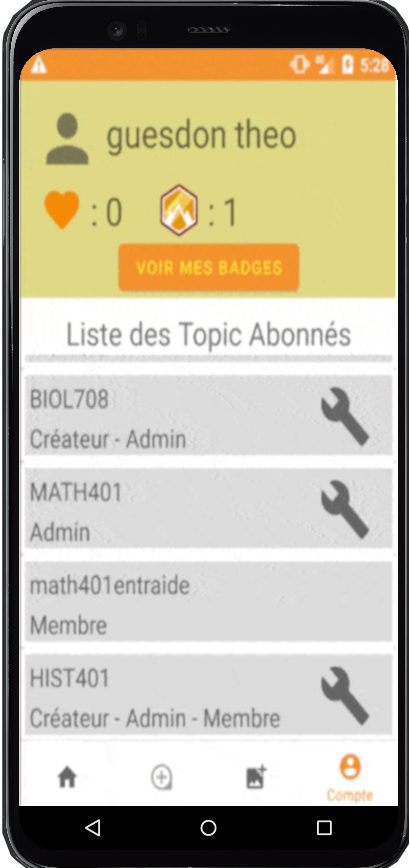 5:28
guesdon theo
: 0 : 1
VOIR MES BADGES
Liste des Topic Abonnés
BIOL708
Créateur - Admin
MATH401
Admin
math401entraide
Membre
HIST401
Créateur - Admin - Membre
Compte